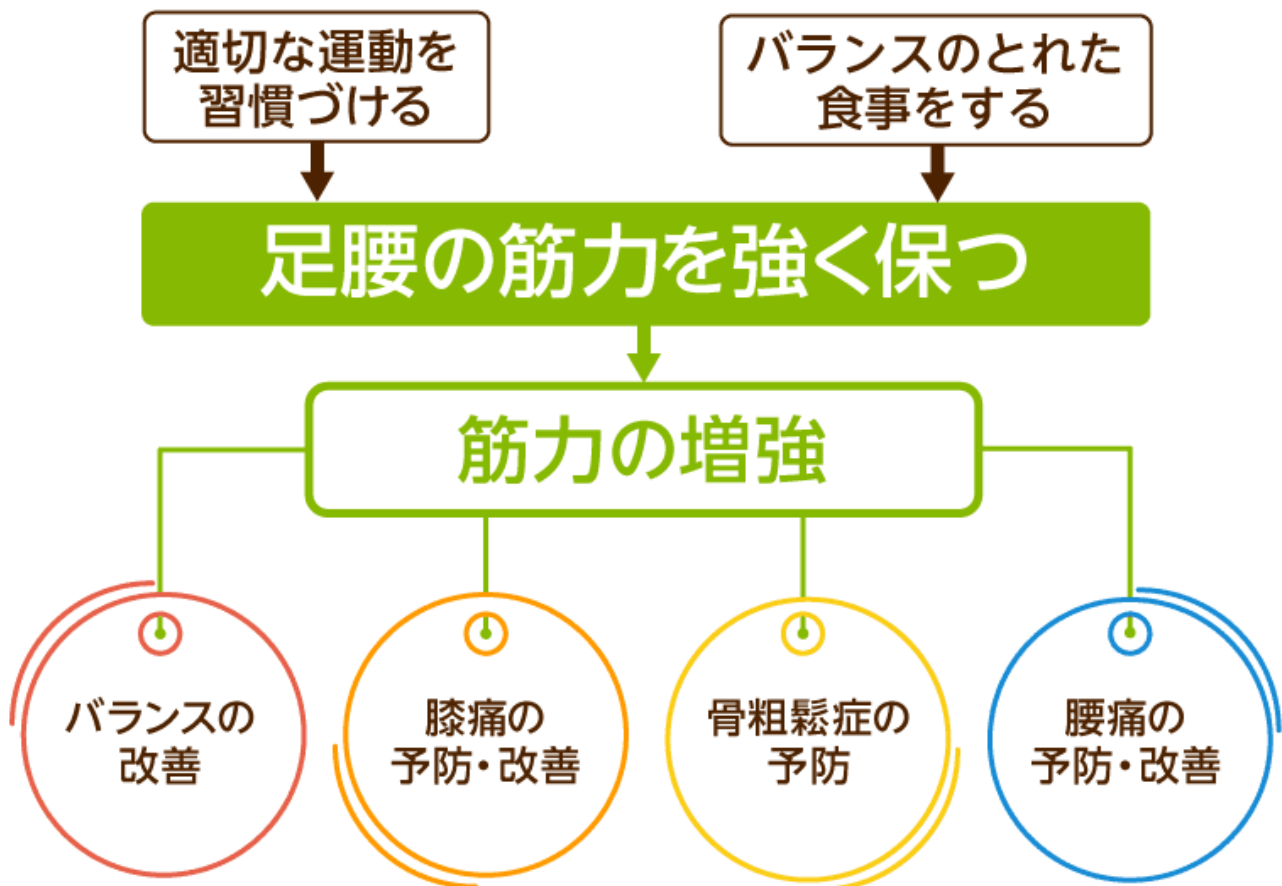 適切な運動を
習慣づける
バランスのとれた
食事をする
足腰の筋力を強く保つ
筋力の増強
バランスの
改善
膝痛の
予防・改善
骨粗鬆症の
予防
腰痛の
予防・改善